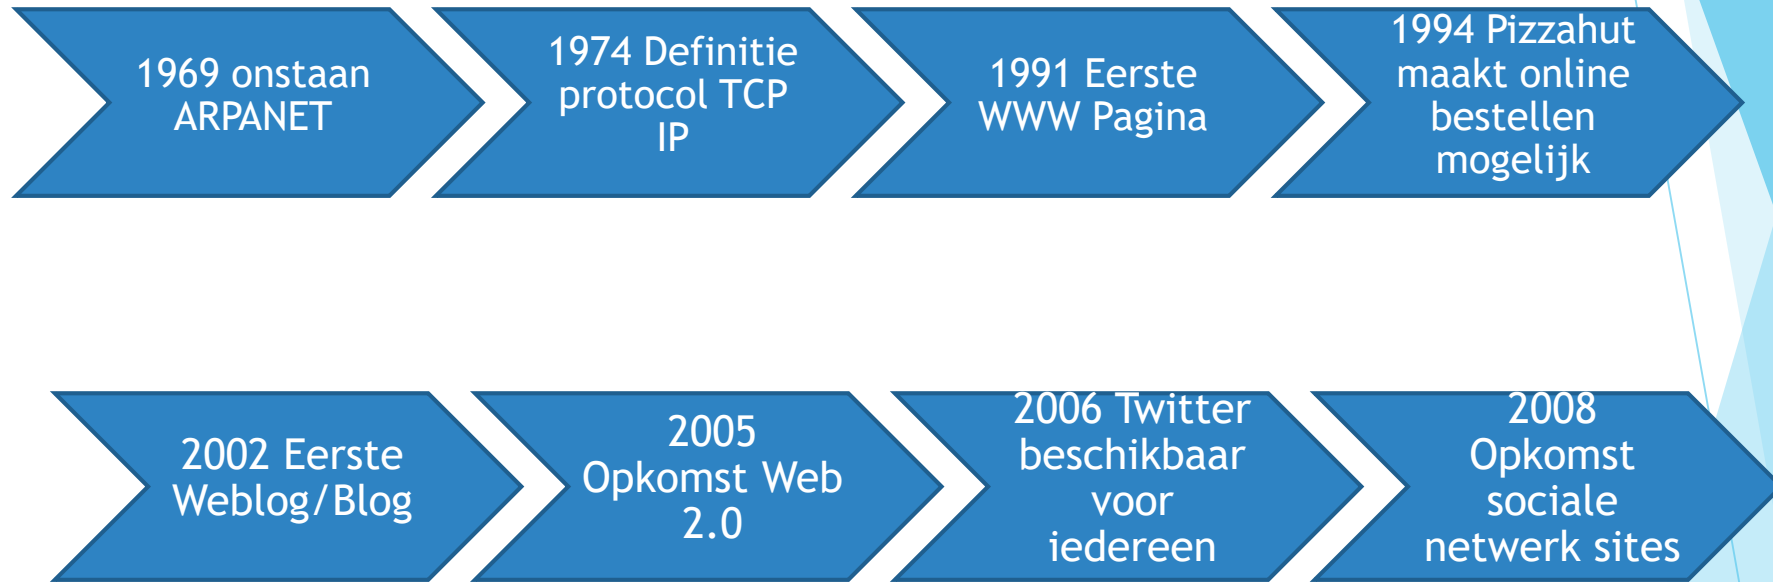 1969 onstaan
ARPANET
1974 Definitie
protocol TCP
IP
1991 Eerste
WWW Pagina
1994 Pizzahut
maakt online
bestellen
mogelijk
2002 Eerste
Weblog/Blog
2005
Opkomst Web
2.0
2006 Twitter
beschikbaar
voor
iedereen
2008
Opkomst
sociale
netwerk sites